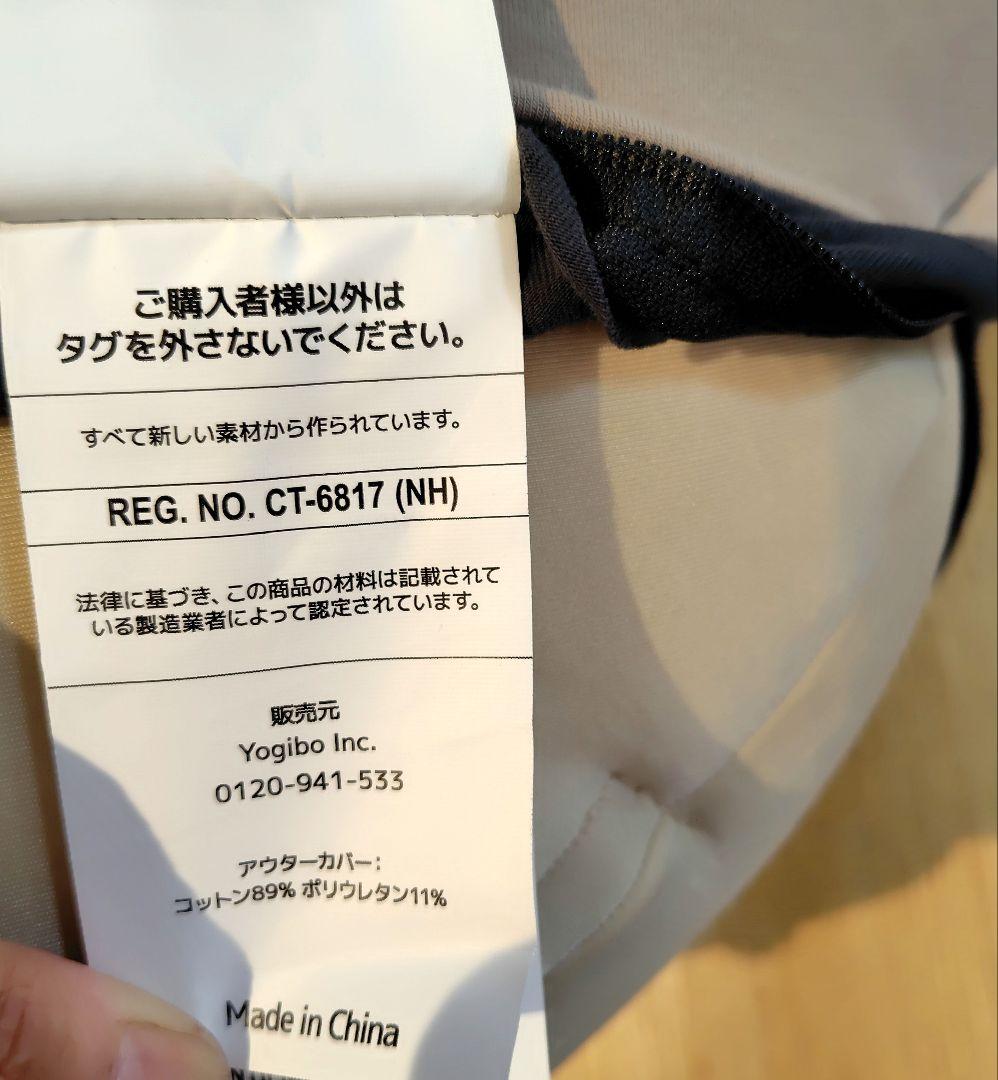 ご購入者様以外は
タグを外さないでください。
すべて新しい素材から作られています。
REG. NO. CT-6817 (NH)
法律に基づき、この商品の材料は記載されて
いる製造業者によって認定されています。
販売元
Yogibo Inc.
0120-941-533
アウターカバー:
コットン89% ポリウレタン11%
Made in China